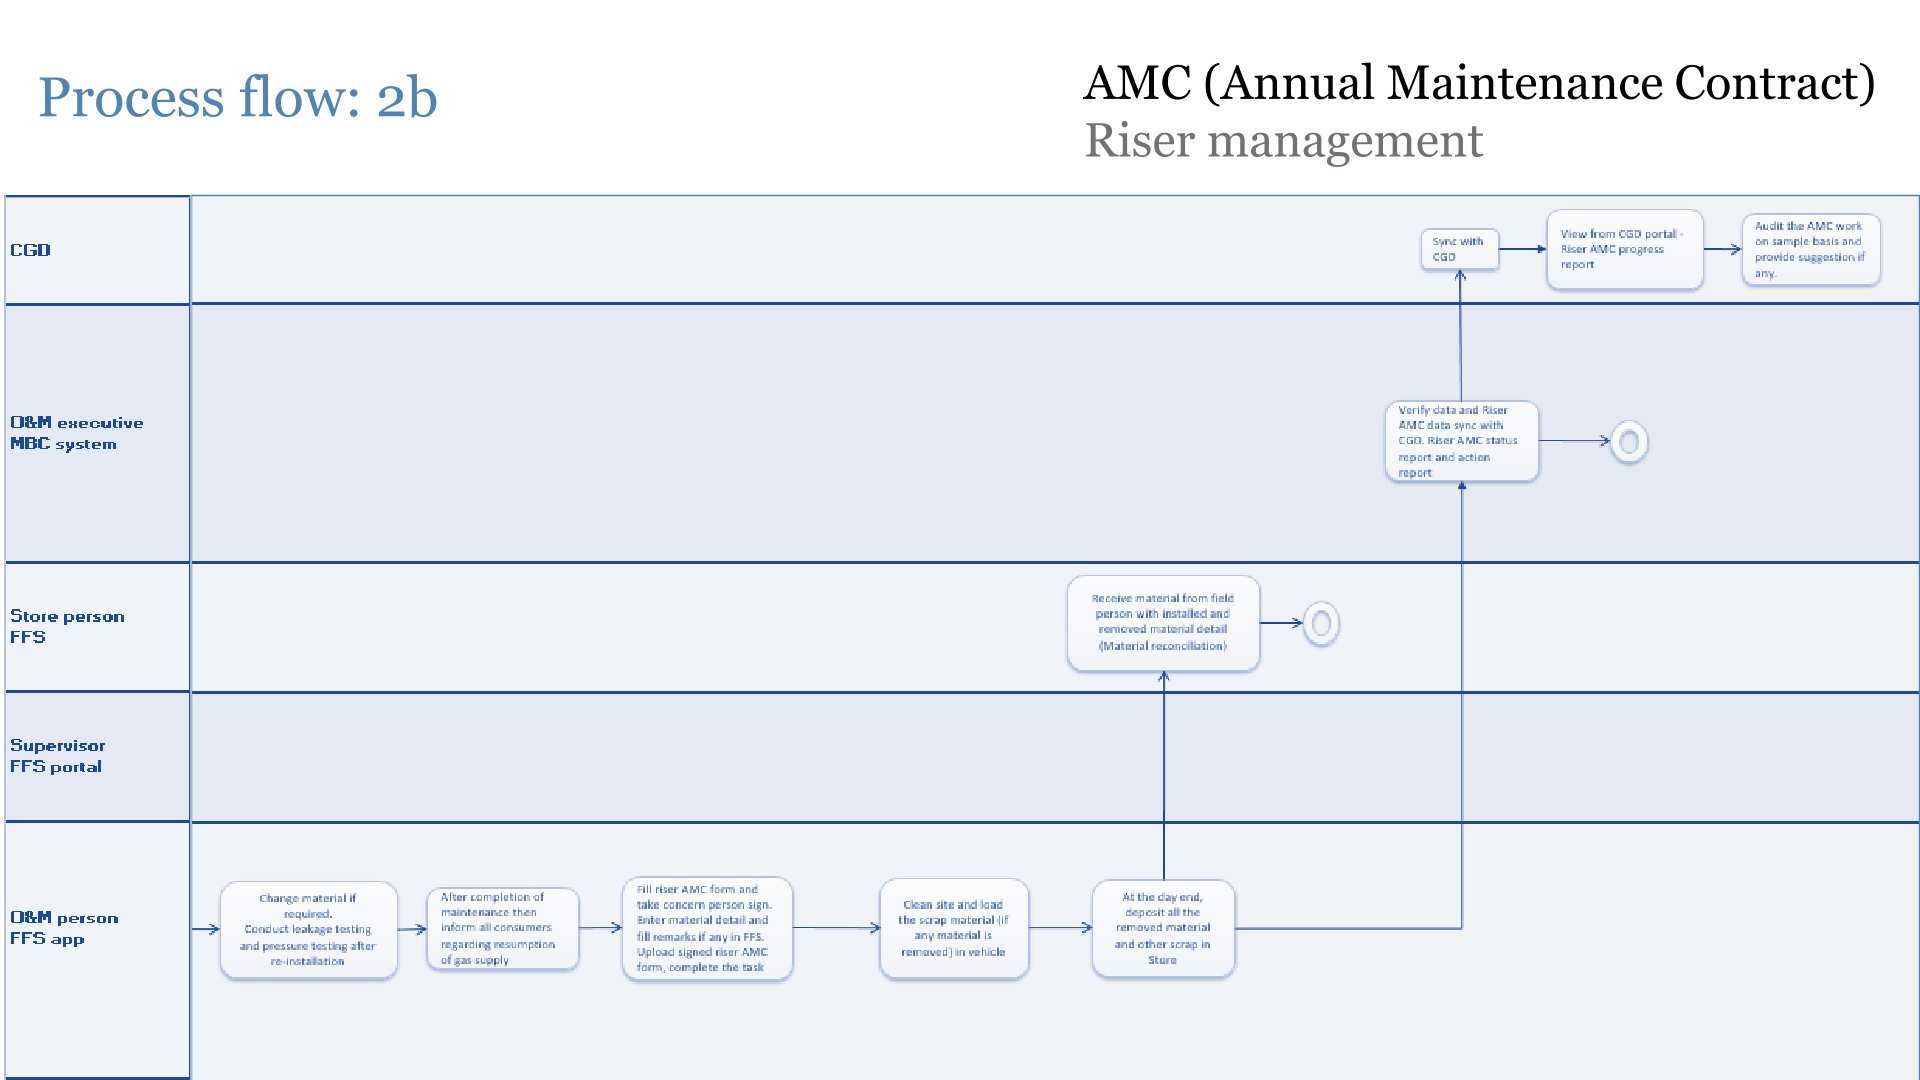 Process flow: 2b
AMC (Annual Maintenance Contract)
Riser management
CGD
Sync with
CGD
View from CGD portal -
Riser AMC progress
report
Audit the AMC work
on sample basis and
provide suggestion if
any.
O&M executive
MBC system
Verify data and Riser
AMC data sync with
CGD. Riser AMC status
report and action
report
Store person
FFS
Receive material from field
person with installed and
removed material detail
(Material reconciliation)
Supervisor
FFS portal
O&M person
FFS app
Change material if
required.
Conduct leakage testing
and pressure testing after
re-installation
After completion of
maintenance then
inform all consumers
regarding resumption
of gas supply
Fill riser AMC form and
take concern person sign.
Enter material detail and
fill remarks if any in FFS.
Upload signed riser AMC
form, complete the task
Clean site and load
the scrap material (if
any material is
removed) in vehicle
At the day end,
deposit all the
removed material
and other scrap in
Store